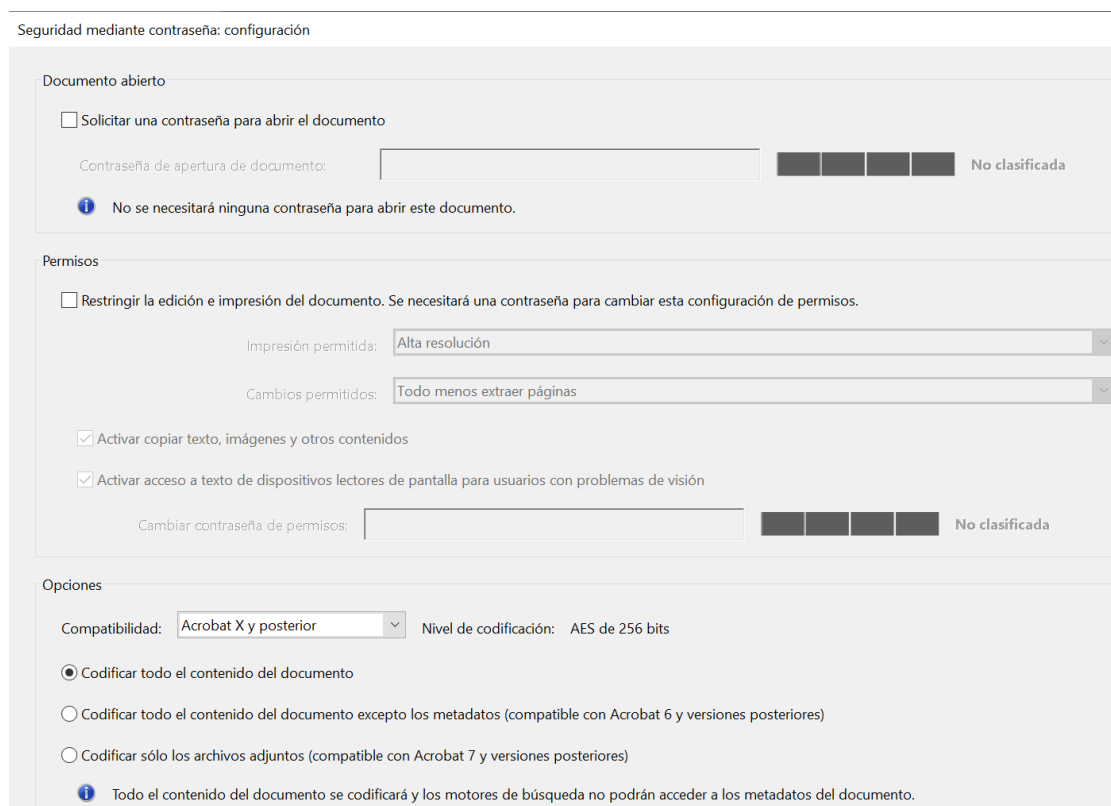 Seguridad mediante contraseña: configuración
Documento abierto
Solicitar una contraseña para abrir el documento
Contraseña de apertura de documento: No clasificada
No se necesitará ninguna contraseña para abrir este documento.
Permisos
Restringir la edición e impresión del documento. Se necesitará una contraseña para cambiar esta configuración de permisos.
Impresión permitida: Alta resolución
Cambios permitidos: Todo menos extraer páginas
Activar copiar texto, imágenes y otros contenidos
Activar acceso a texto de dispositivos lectores de pantalla para usuarios con problemas de visión
Cambiar contraseña de permisos: No clasificada
Opciones
Compatibilidad: Acrobat X y posterior Nivel de codificación: AES de 256 bits
Codificar todo el contenido del documento
Codificar todo el contenido del documento excepto los metadatos (compatible con Acrobat 6 y versiones posteriores)
Codificar sólo los archivos adjuntos (compatible con Acrobat 7 y versiones posteriores)
Todo el contenido del documento se codificará y los motores de búsqueda no podrán acceder a los metadatos del documento.